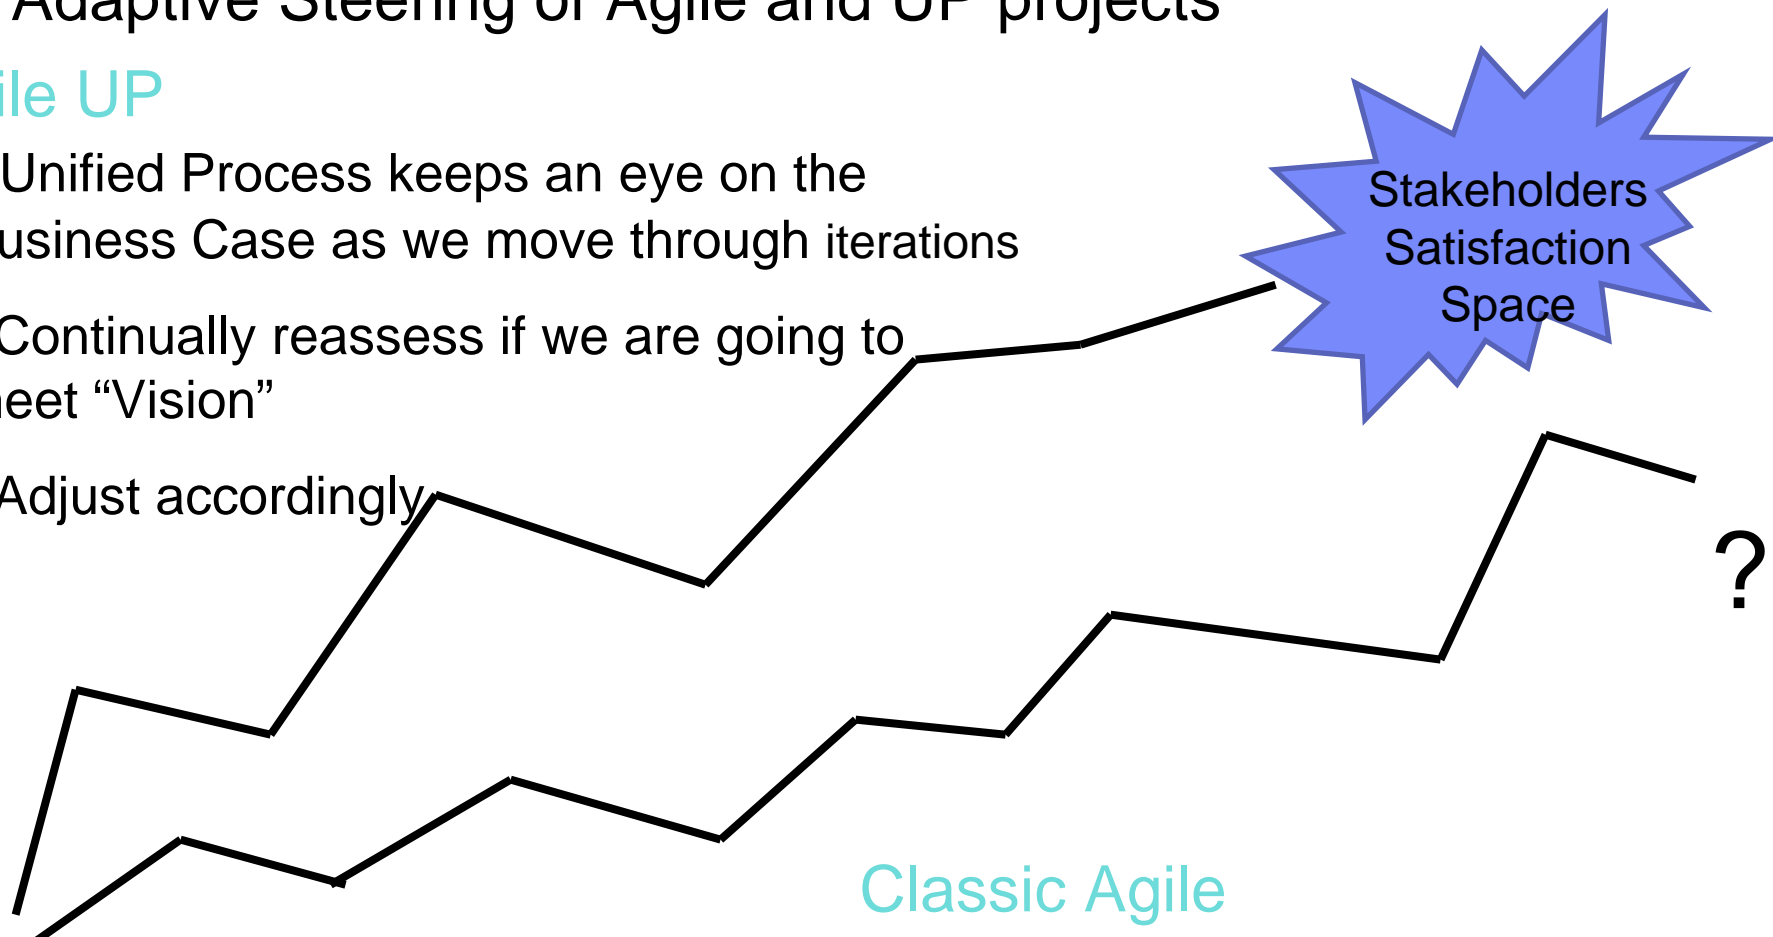 Adaptive Steering of Agile and UP projects
ile UP
Unified Process keeps an eye on the
usiness Case as we move through iterations
Continually reassess if we are going to
eet “Vision”
Adjust accordingly
Stakeholders
Satisfaction
Space
?
Classic Agile